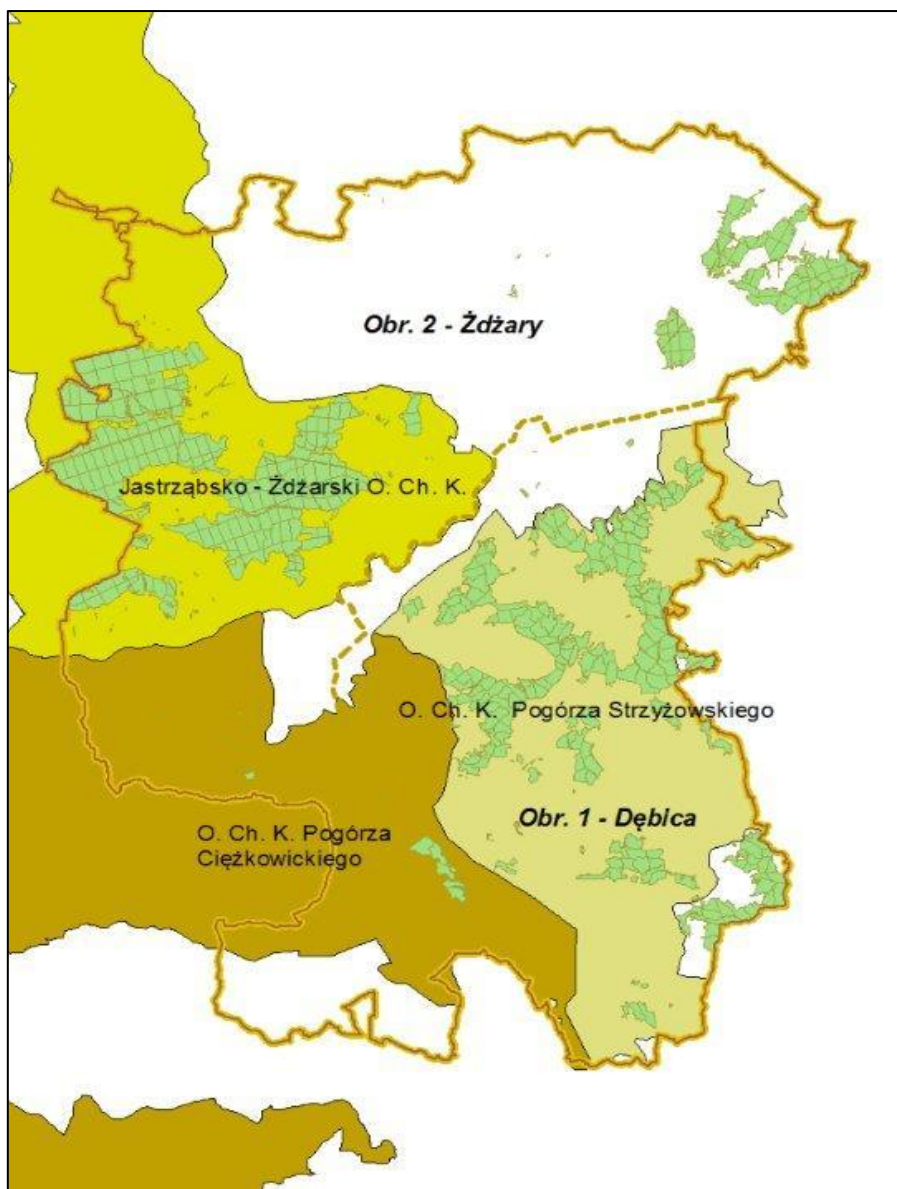 Obr. 2 - Żdżary
Jastrząbsko - Żdżarski O. Ch. K.
O. Ch. K. Pogórza Strzyżowskiego
Obr. 1 - Dębica
O. Ch. K. Pogórza
Ciężkowickiego